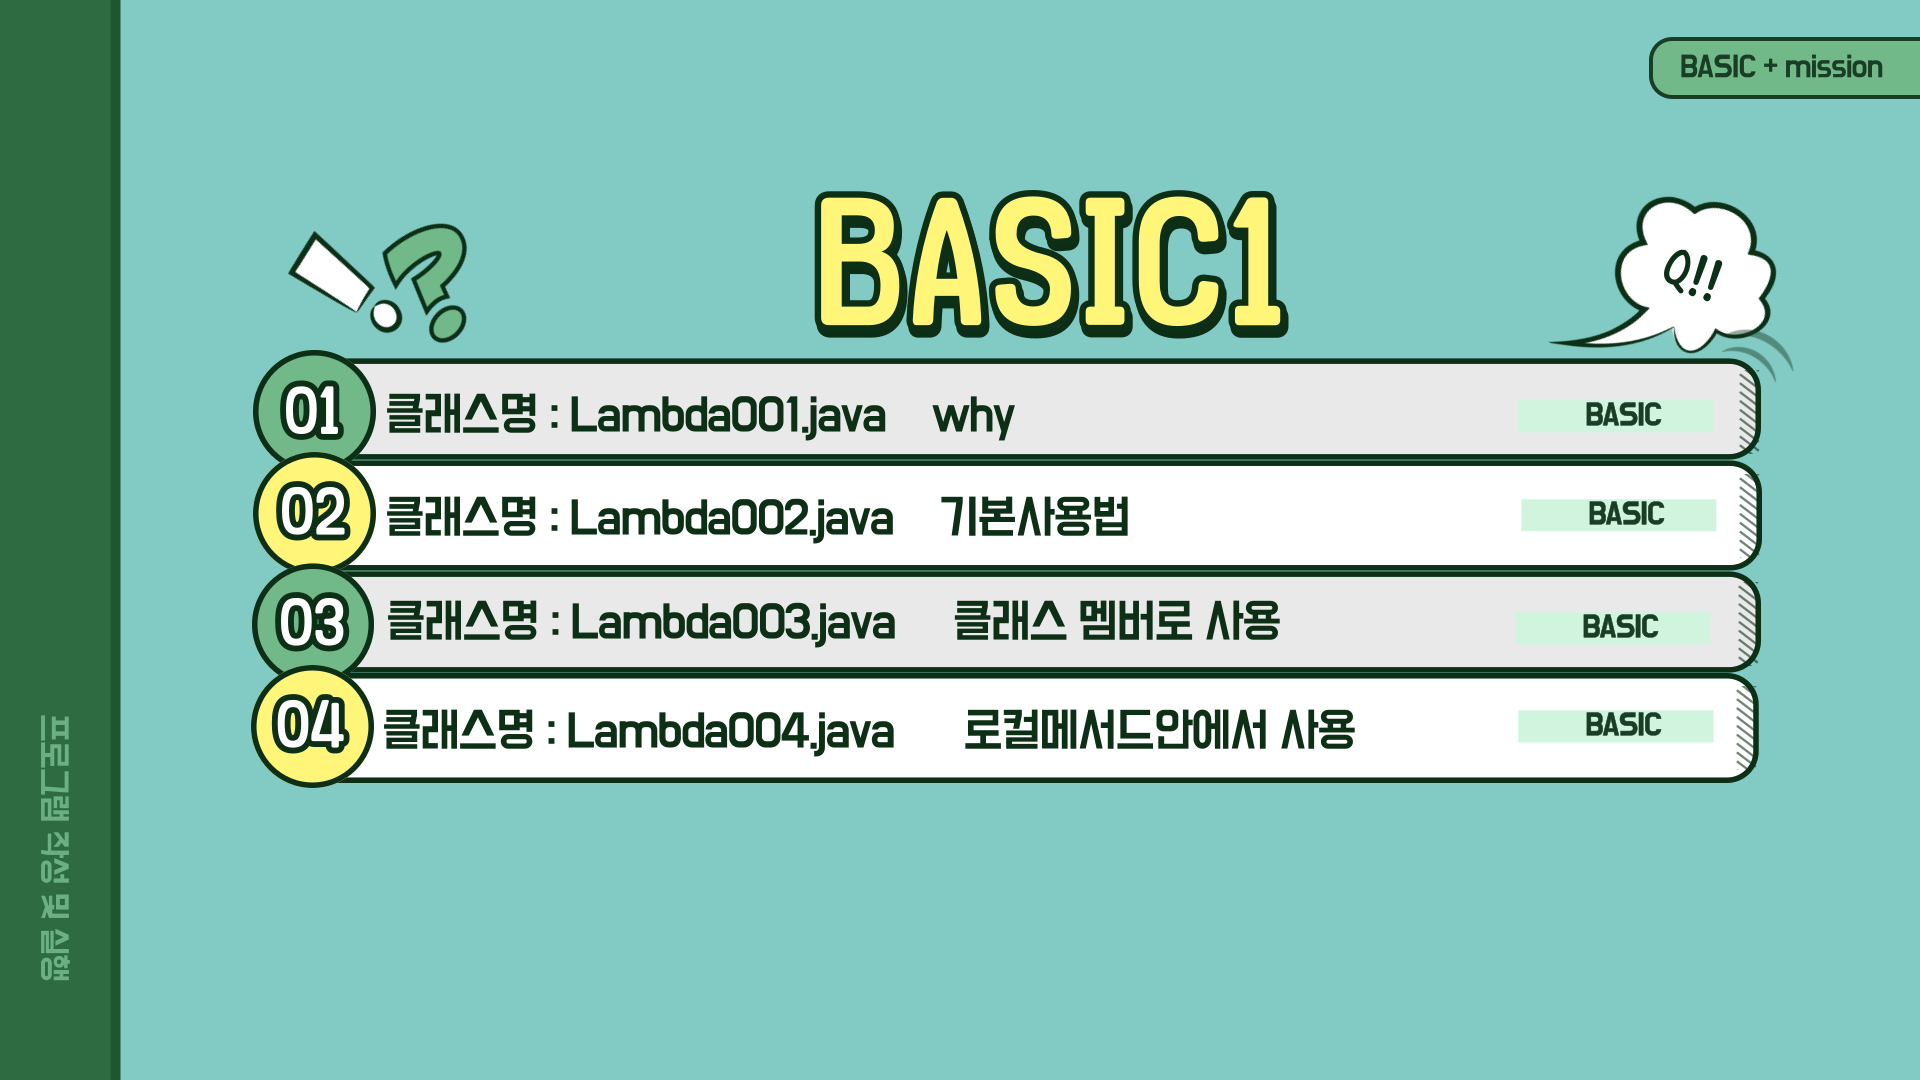 BASIC + mission
BASIC1
Q!!
01 클래스명 : Lambda001.java why BASIC
02 클래스명 : Lambda002.java 기본사용법 BASIC
03 클래스명 : Lambda003.java 클래스 멤버로 사용 BASIC
04 클래스명 : Lambda004.java 로컬메서드안에서 사용 BASIC
프로그램 작성 및 실행